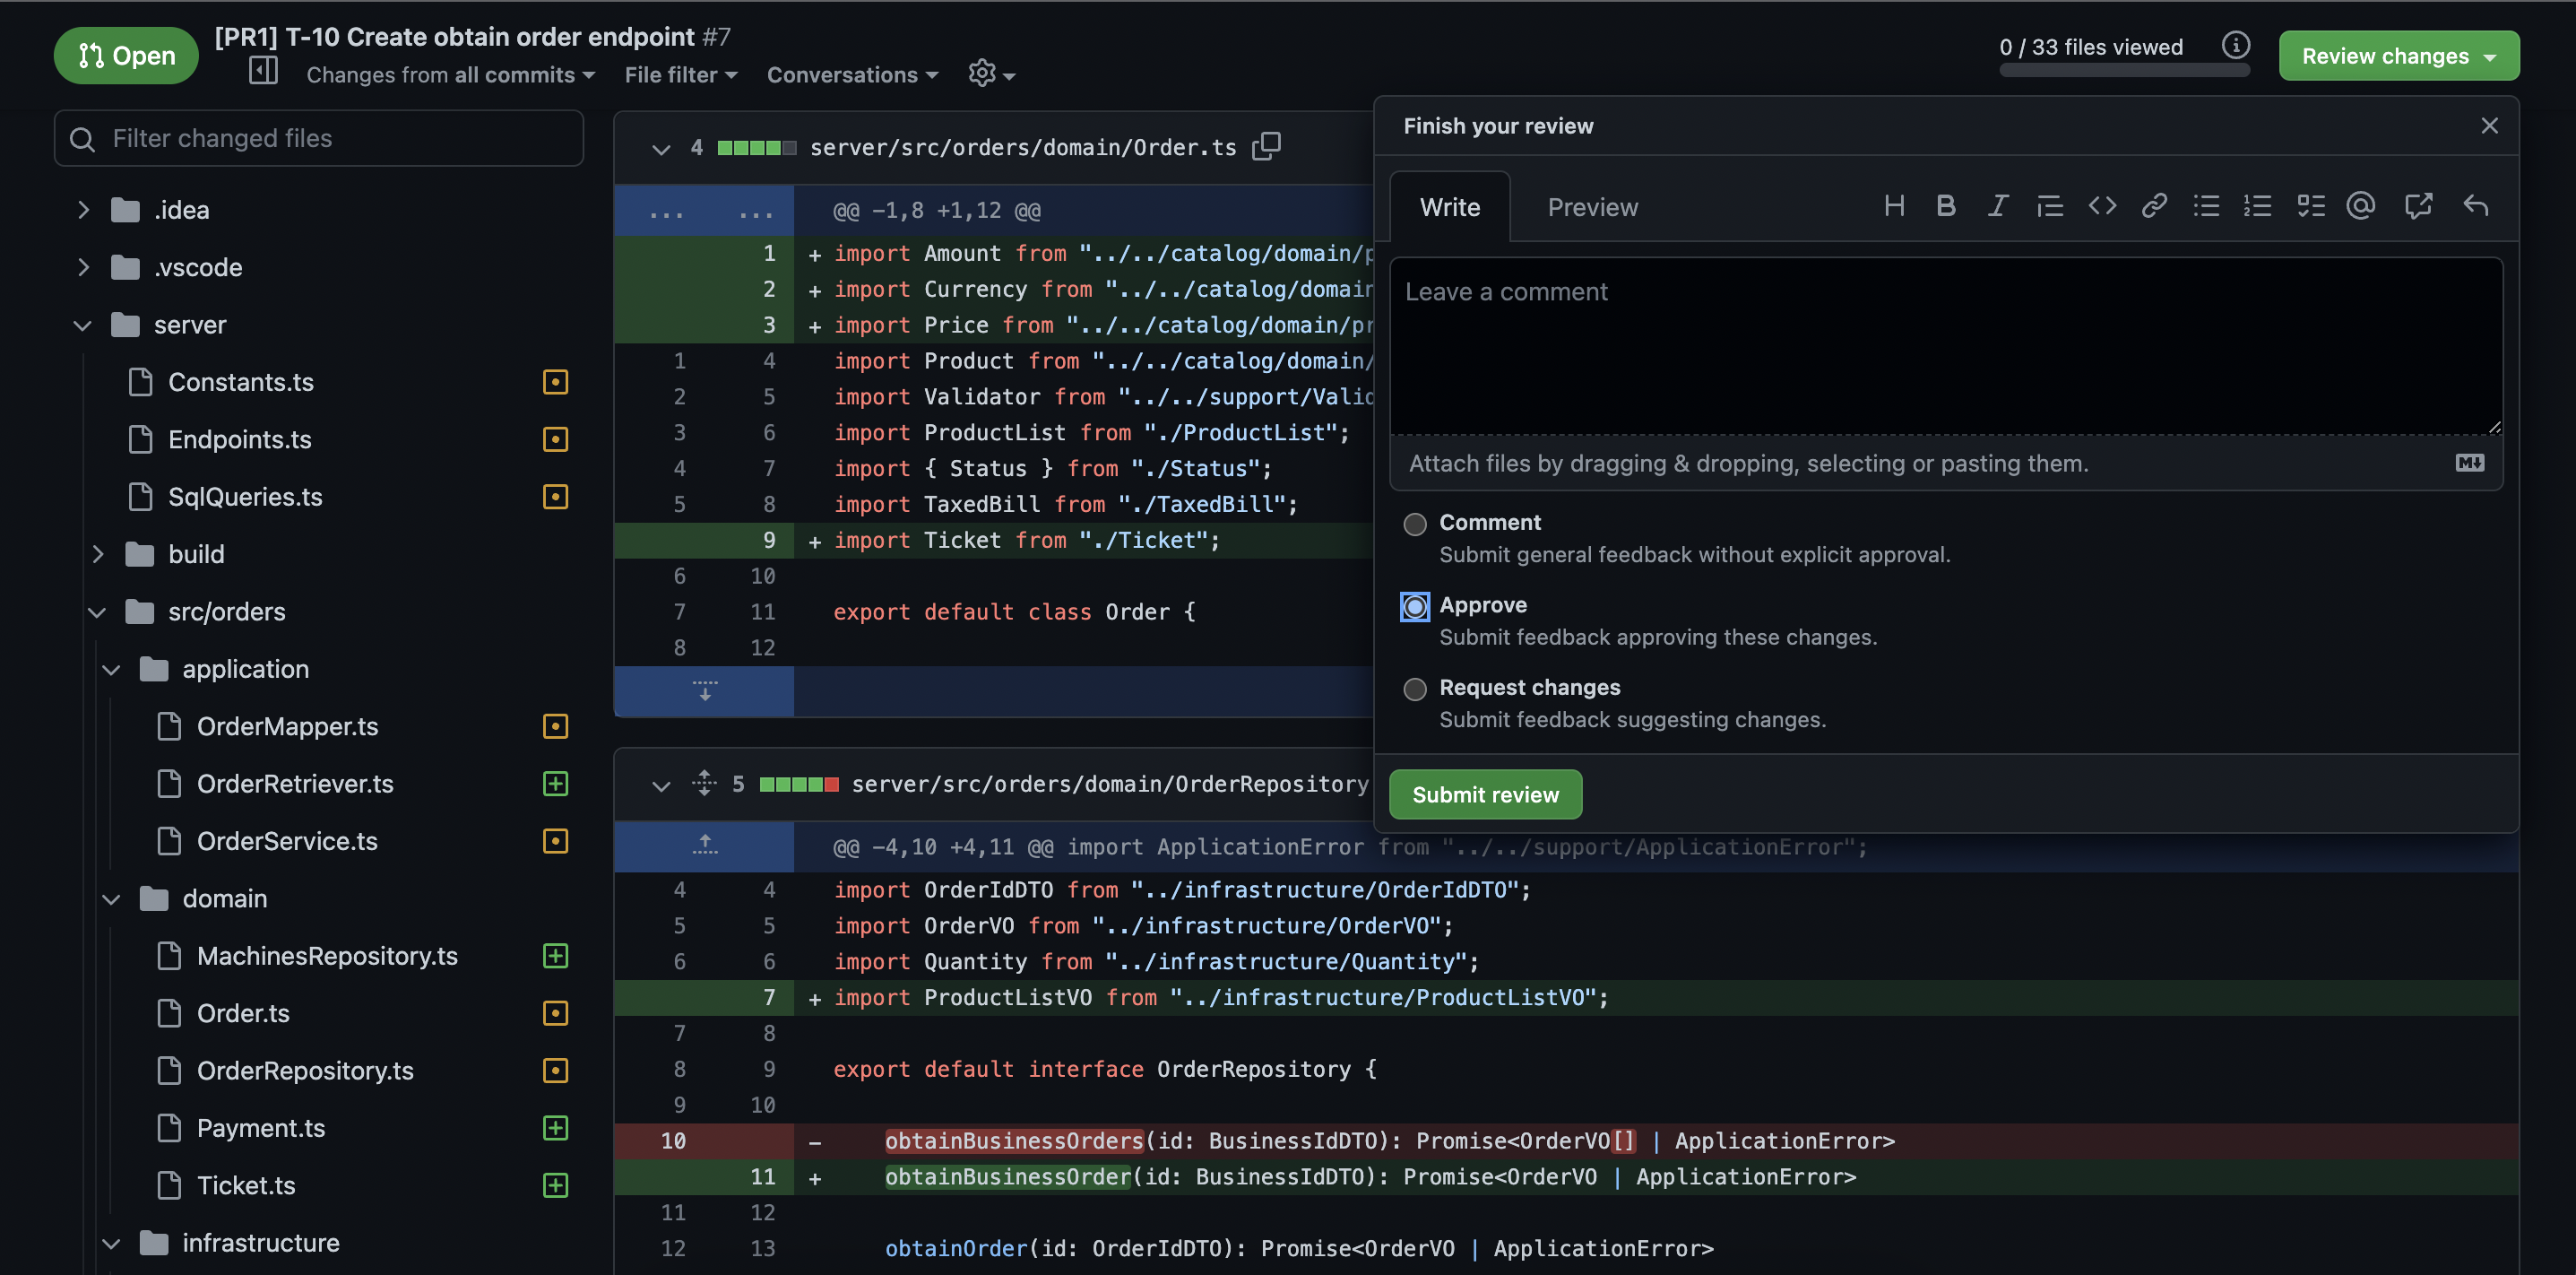 Open
[PR1] T-10 Create obtain order endpoint #7
Changes from all commits
File filter
Conversations
0 / 33 files viewed
Review changes
Filter changed files
.idea
.vscode
server
Constants.ts
Endpoints.ts
SqlQueries.ts
build
src/orders
application
OrderMapper.ts
OrderRetriever.ts
OrderService.ts
domain
MachinesRepository.ts
Order.ts
OrderRepository.ts
Payment.ts
Ticket.ts
infrastructure
4 server/src/orders/domain/Order.ts
... ... @@ -1,8 +1,12 @@
1 + import Amount from "../../catalog/domain/p
2 + import Currency from "../../catalog/domain
3 + import Price from "../../catalog/domain/pr
1 4 import Product from "../../catalog/domain/
2 5 import Validator from "../../support/Valid
3 6 import ProductList from "./ProductList";
4 7 import { Status } from "./Status";
5 8 import TaxedBill from "./TaxedBill";
9 + import Ticket from "./Ticket";
6 10
7 11 export default class Order {
8 12
5 server/src/orders/domain/OrderRepository
@@ -4,10 +4,11 @@ import ApplicationError from "../../support/ApplicationError";
4 4 import OrderIdDTO from "../infrastructure/OrderIdDTO";
5 5 import OrderVO from "../infrastructure/OrderVO";
6 6 import Quantity from "../infrastructure/Quantity";
7 + import ProductListVO from "../infrastructure/ProductListVO";
7 8
8 9 export default interface OrderRepository {
9 10
10 - obtainBusinessOrders(id: BusinessIdDTO): Promise<OrderVO[] | ApplicationError>
11 + obtainBusinessOrder(id: BusinessIdDTO): Promise<OrderVO | ApplicationError>
11 12
12 13 obtainOrder(id: OrderIdDTO): Promise<OrderVO | ApplicationError>
Finish your review
Write
Preview
Leave a comment
Attach files by dragging & dropping, selecting or pasting them.
Comment
Submit general feedback without explicit approval.
Approve
Submit feedback approving these changes.
Request changes
Submit feedback suggesting changes.
Submit review